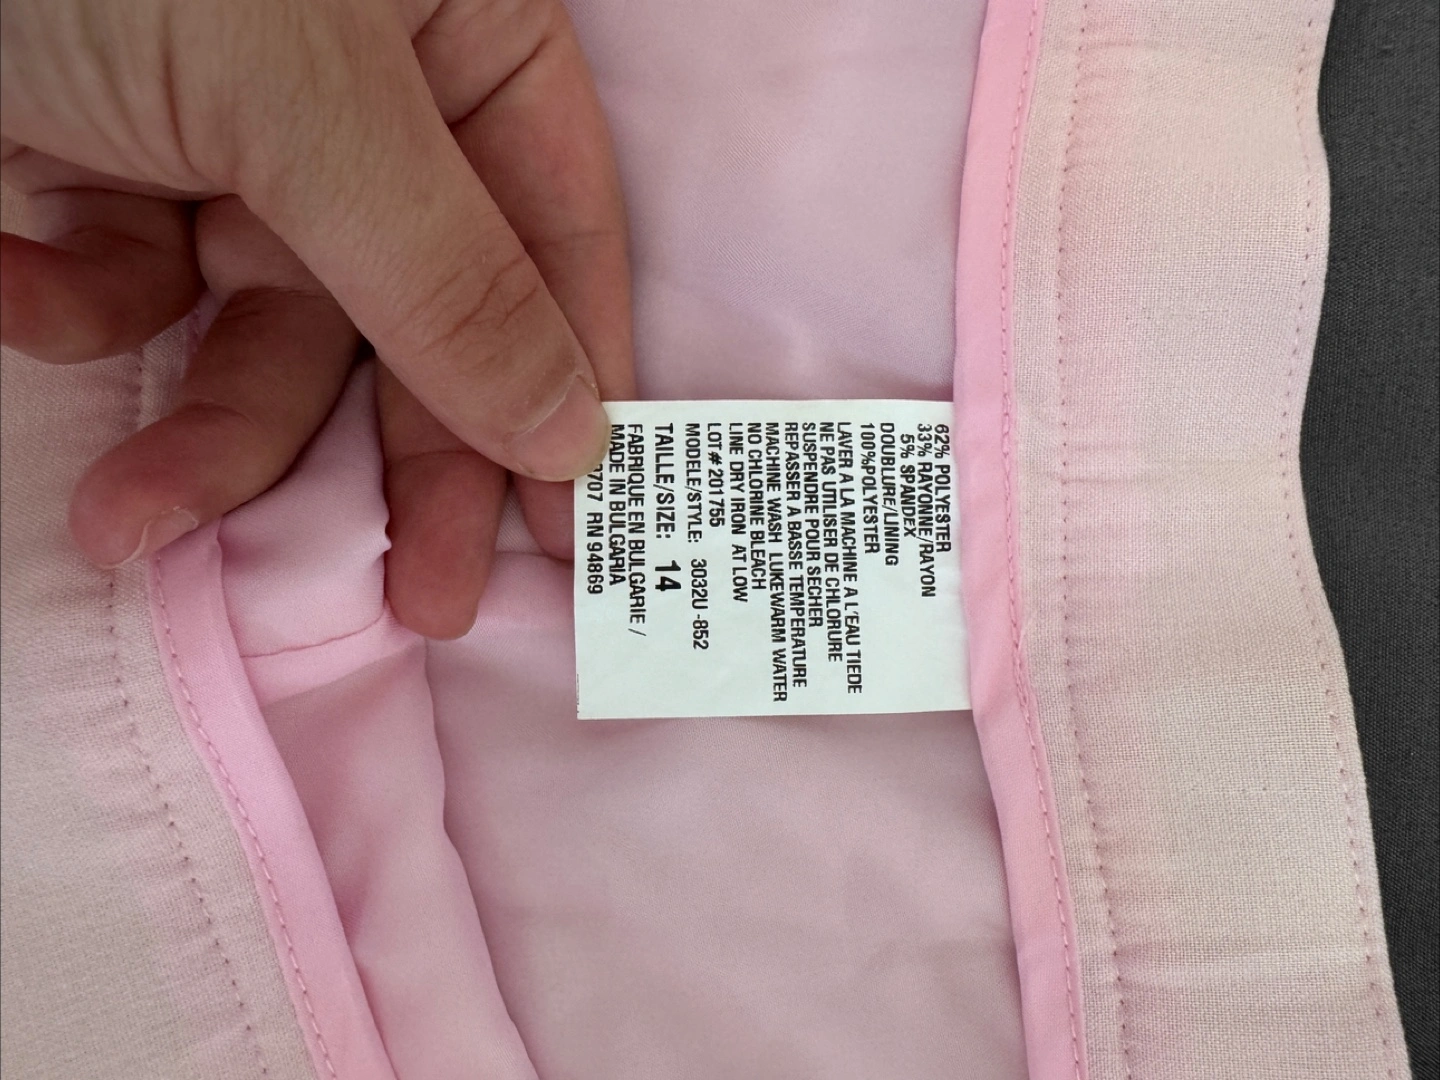 62% POLYESTER
33% RAYONNE/RAYON
5% SPANDEX
DOUBLURE/LINING
100%POLYESTER
LAVER A LA MACHINE A L'EAU TIEDE
NE PAS UTILISER DE CHLORURE
SUSPENDRE POUR SECHER
REPASSER A BASSE TEMPERATURE
MACHINE WASH LUKEWARM WATER
NO CHLORINE BLEACH
LINE DRY IRON AT LOW
LOT# 201755
MODELE/STYLE: 3032U-852
TAILLE/SIZE: 14
FABRIQUE EN BULGARIE /
MADE IN BULGARIA
RN 94869